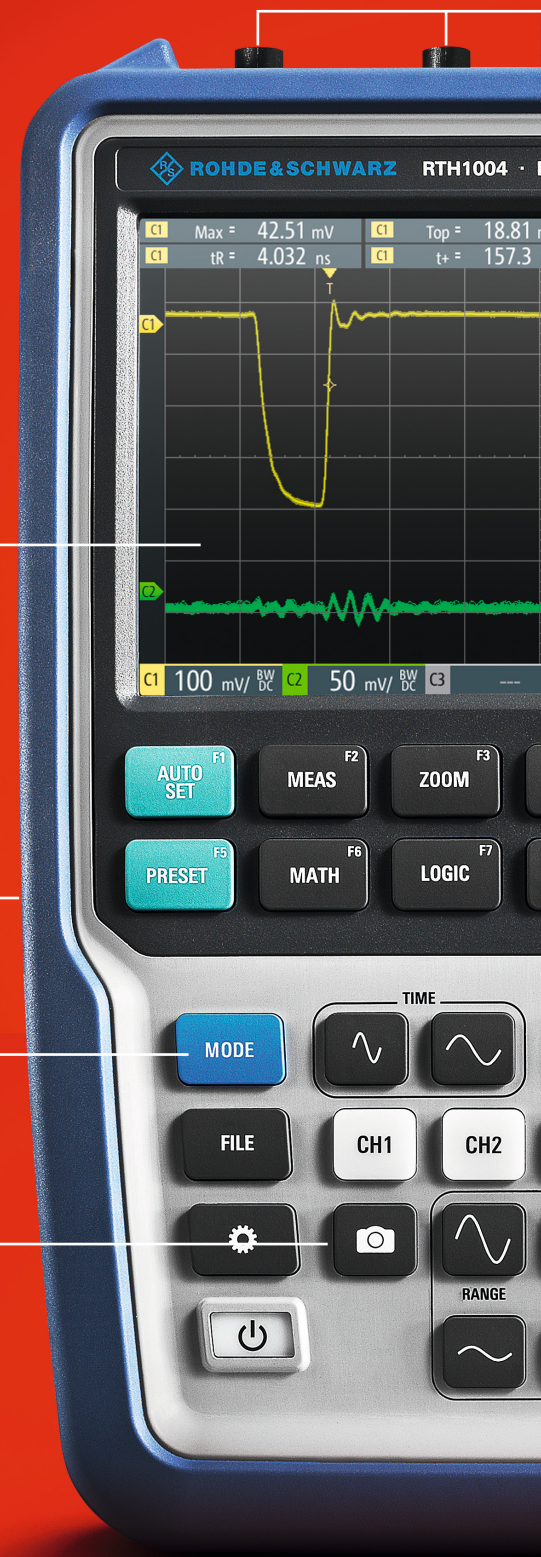 R/S ROHDE&SCHWARZ RTH1004 ·
C1 Max = 42.51 mV C1 Top = 18.81
C1 tR = 4.032 ns C1 t+ = 157.3
T
C1
C2
C1 100 mV/ BW DC C2 50 mV/ BW DC C3 ---
F1 F2 F3
AUTO SET MEAS ZOOM
F5 F6 F7
PRESET MATH LOGIC
TIME
MODE
FILE CH1 CH2
RANGE